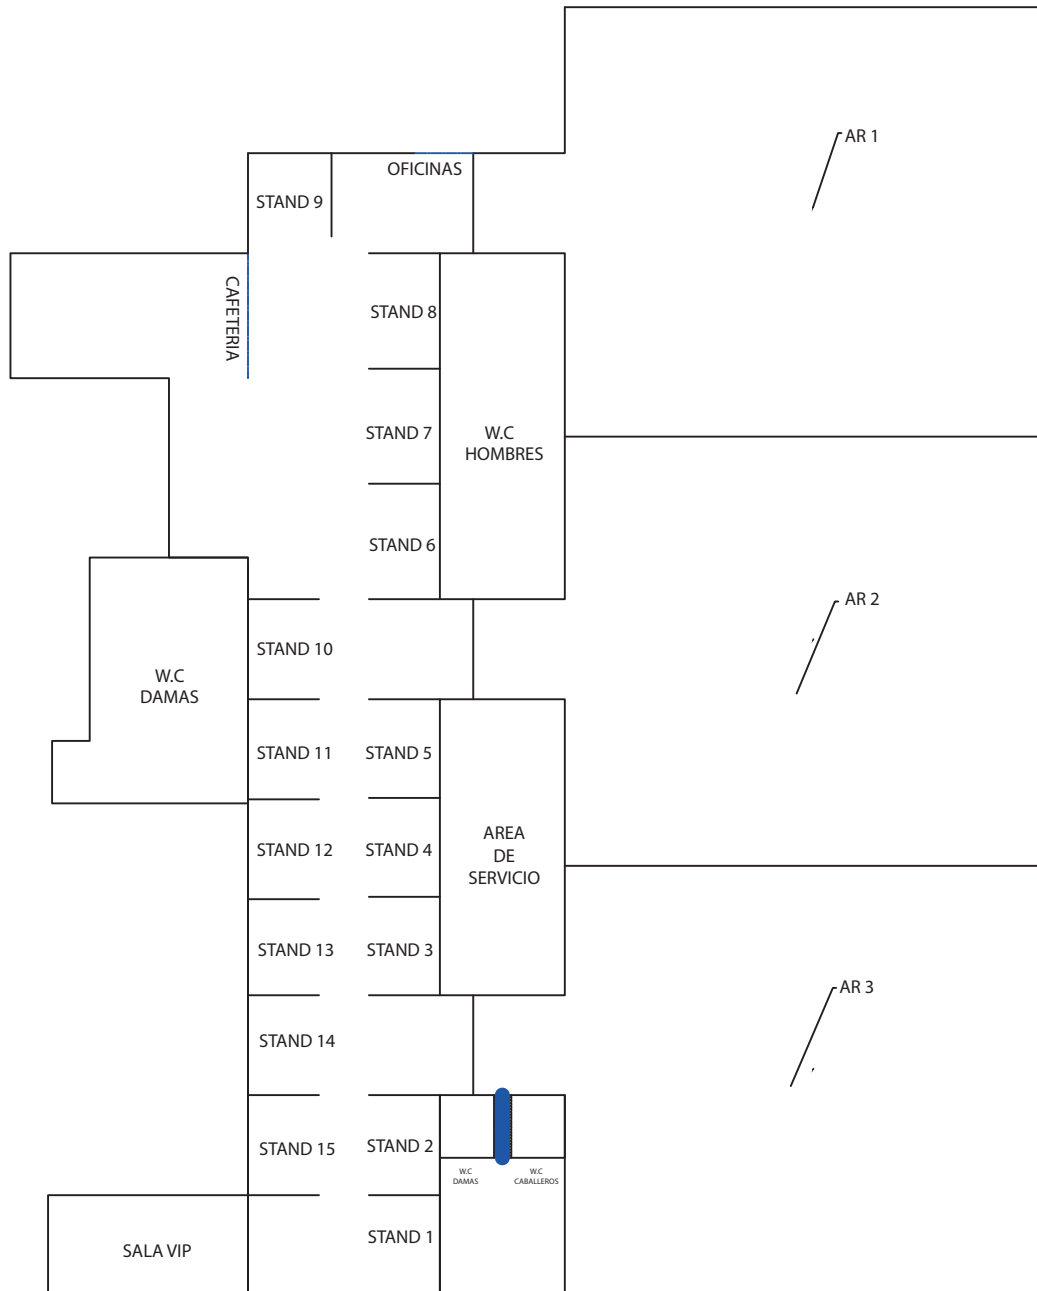 AR 1
OFICINAS
STAND 9
CAFETERIA
STAND 8
STAND 7
W.C
HOMBRES
STAND 6
AR 2
STAND 10
W.C
DAMAS
STAND 11
STAND 5
STAND 12
STAND 4
AREA
DE
SERVICIO
STAND 13
STAND 3
AR 3
STAND 14
STAND 15
STAND 2
W.C
DAMAS
W.C
CABALLEROS
STAND 1
SALA VIP